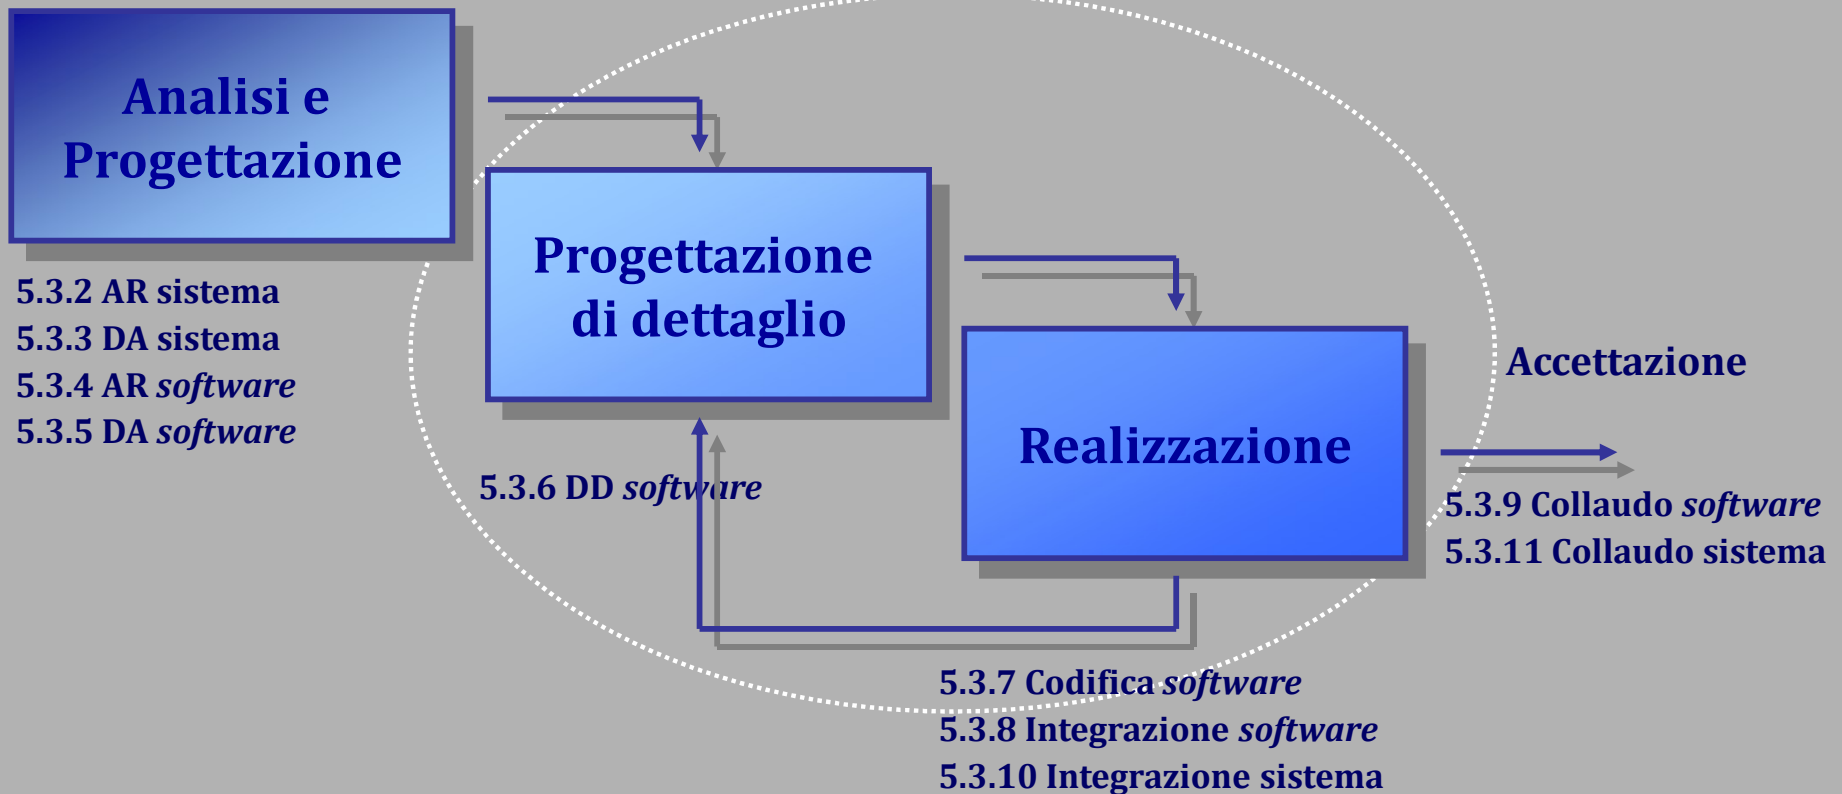 Analisi e
Progettazione
5.3.2 AR sistema
5.3.3 DA sistema
5.3.4 AR software
5.3.5 DA software
Progettazione
di dettaglio
5.3.6 DD software
Realizzazione
5.3.7 Codifica software
5.3.8 Integrazione software
5.3.10 Integrazione sistema
Accettazione
5.3.9 Collaudo software
5.3.11 Collaudo sistema